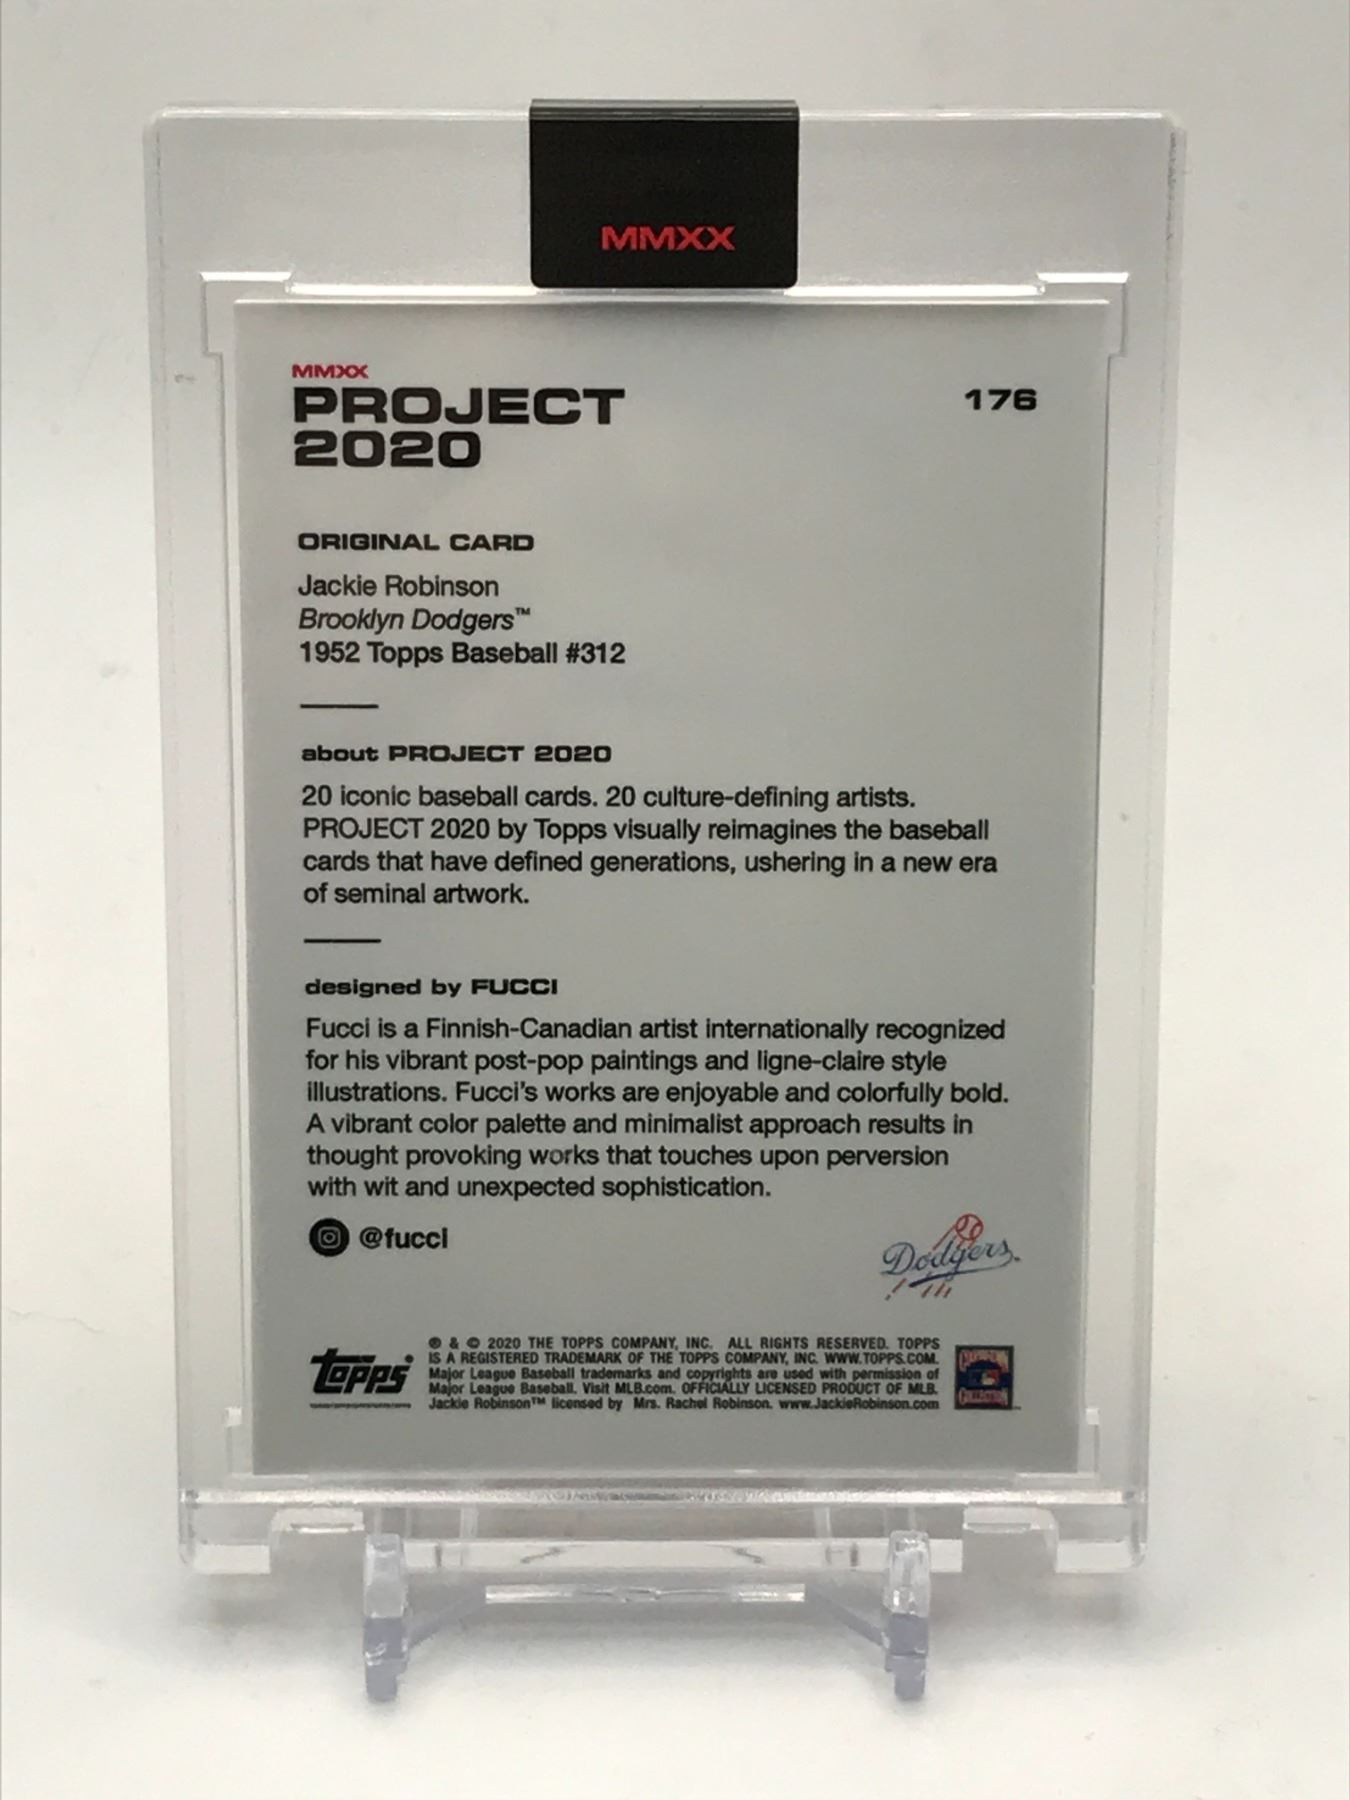 MMXX
MMXX
PROJECT
2020
176
ORIGINAL CARD
Jackie Robinson
Brooklyn Dodgers™
1952 Topps Baseball #312
about PROJECT 2020
20 iconic baseball cards. 20 culture-defining artists.
PROJECT 2020 by Topps visually reimagines the baseball
cards that have defined generations, ushering in a new era
of seminal artwork.
designed by FUCCI
Fucci is a Finnish-Canadian artist internationally recognized
for his vibrant post-pop paintings and ligne-claire style
illustrations. Fucci's works are enjoyable and colorfully bold.
A vibrant color palette and minimalist approach results in
thought provoking works that touches upon perversion
with wit and unexpected sophistication.
@fucci
Dodgers
Topps®
® & © 2020 THE TOPPS COMPANY, INC. ALL RIGHTS RESERVED. TOPPS
IS A REGISTERED TRADEMARK OF THE TOPPS COMPANY, INC. WWW.TOPPS.COM.
Major League Baseball trademarks and copyrights are used with permission of
Major League Baseball. Visit MLB.com. OFFICIALLY LICENSED PRODUCT OF MLB.
Jackie Robinson™ licensed by Mrs. Rachel Robinson. www.JackieRobinson.com